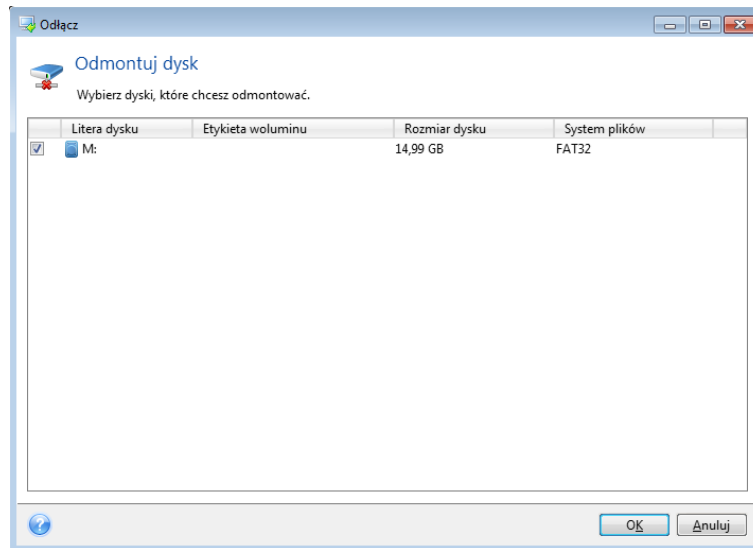 Odłącz
Odmontuj dysk
Wybierz dyski, które chcesz odmontować.
Litera dysku Etykieta woluminu Rozmiar dysku System plików
M: 14,99 GB FAT32
OK Anuluj